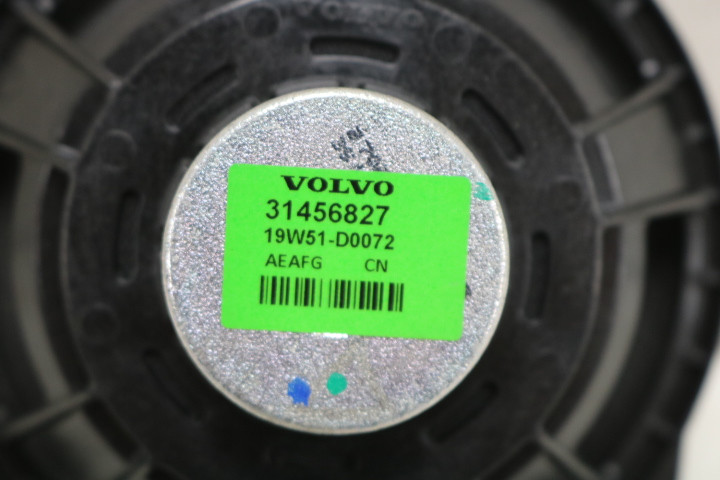 VOLVO
31456827
19W51-D0072
AEAFG CN